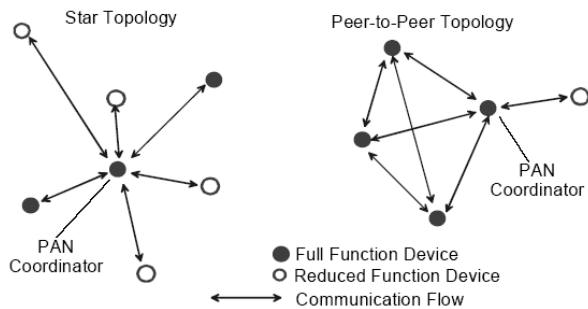 Star Topology
Peer-to-Peer Topology
PAN
Coordinator
PAN
Coordinator
Full Function Device
Reduced Function Device
Communication Flow